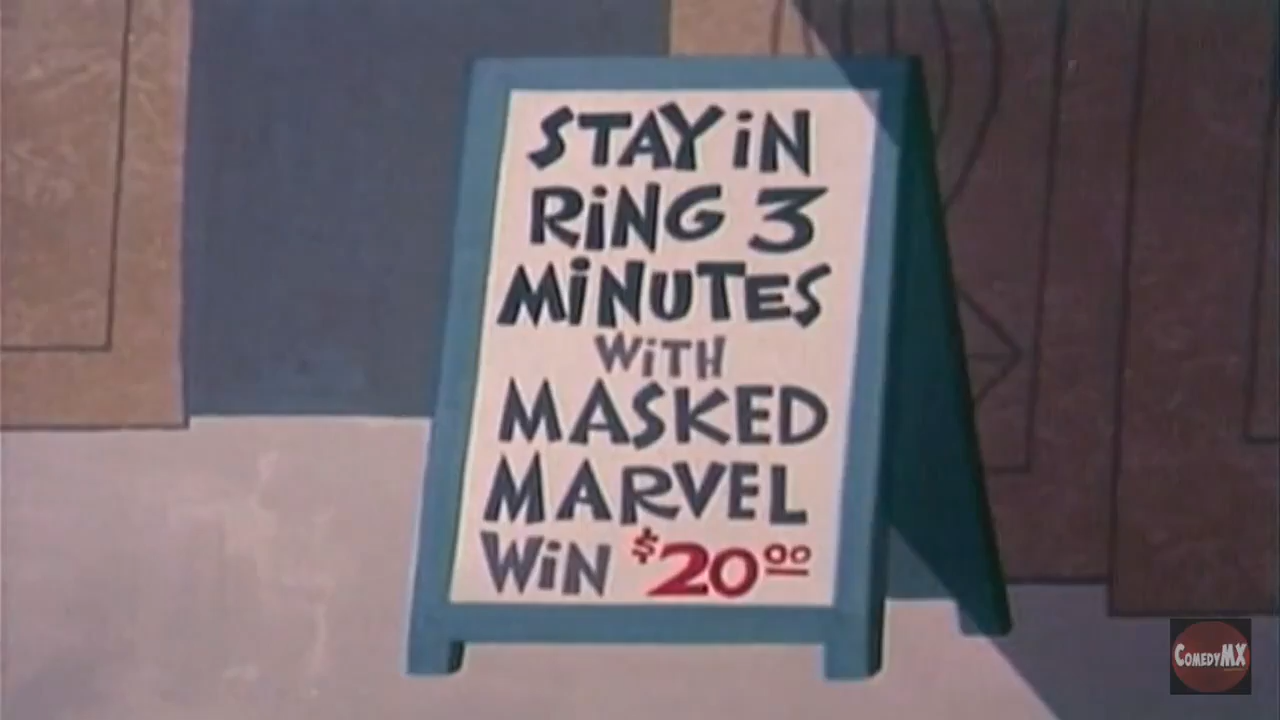 STAY iN
RiNG 3
MiNUTES
WiTH
MASKED
MARVEL
WiN $20.00
COMEDYMX